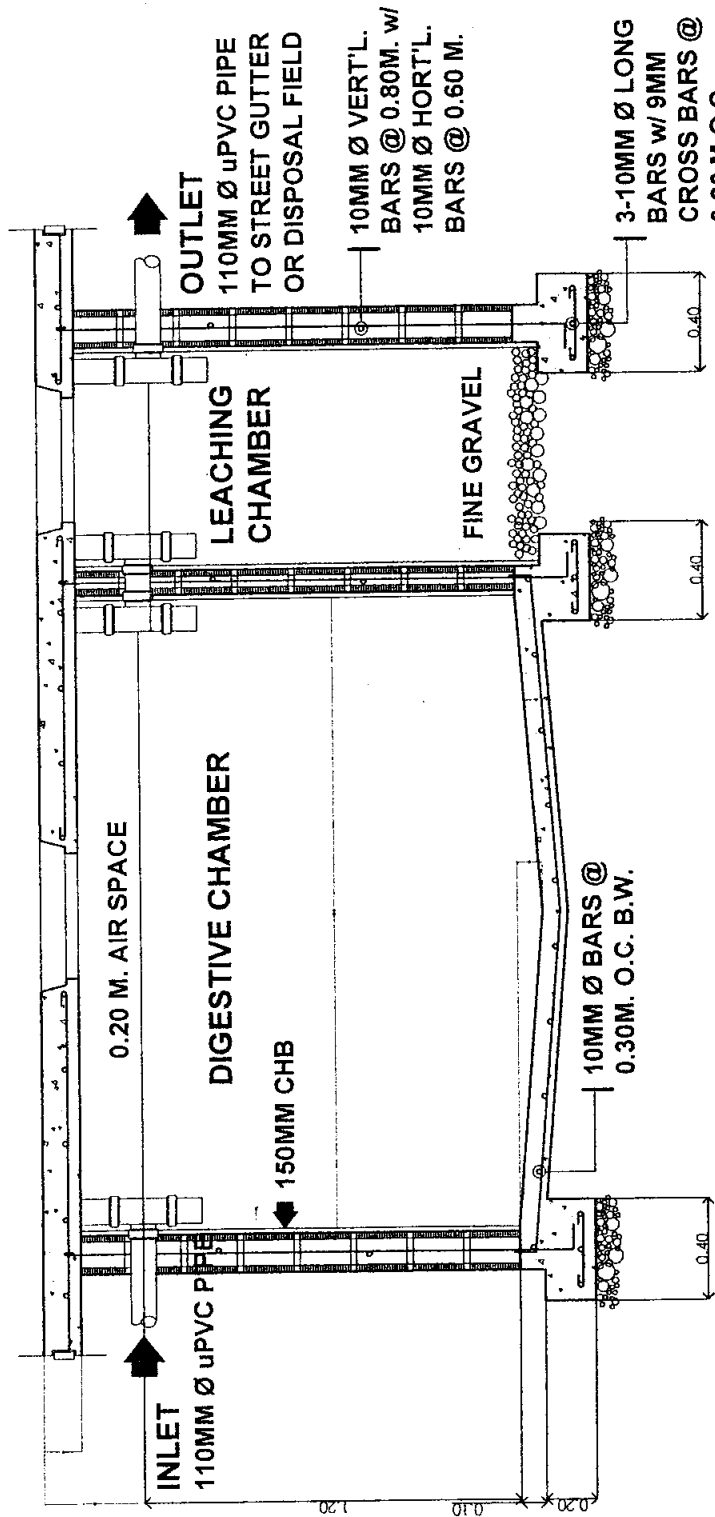 INLET
110MM Ø uPVC PIPE
0.20 M. AIR SPACE
DIGESTIVE CHAMBER
150MM CHB
LEACHING
CHAMBER
FINE GRAVEL
OUTLET
110MM Ø uPVC PIPE
TO STREET GUTTER
OR DISPOSAL FIELD
10MM Ø VERT'L.
BARS @ 0.80M. w/
10MM Ø HORT'L.
BARS @ 0.60 M.
3-10MM Ø LONG
BARS w/ 9MM
CROSS BARS @
10MM Ø BARS @
0.30M. O.C. B.W.
1.20
0.10
0.20
0.40
0.40
0.40